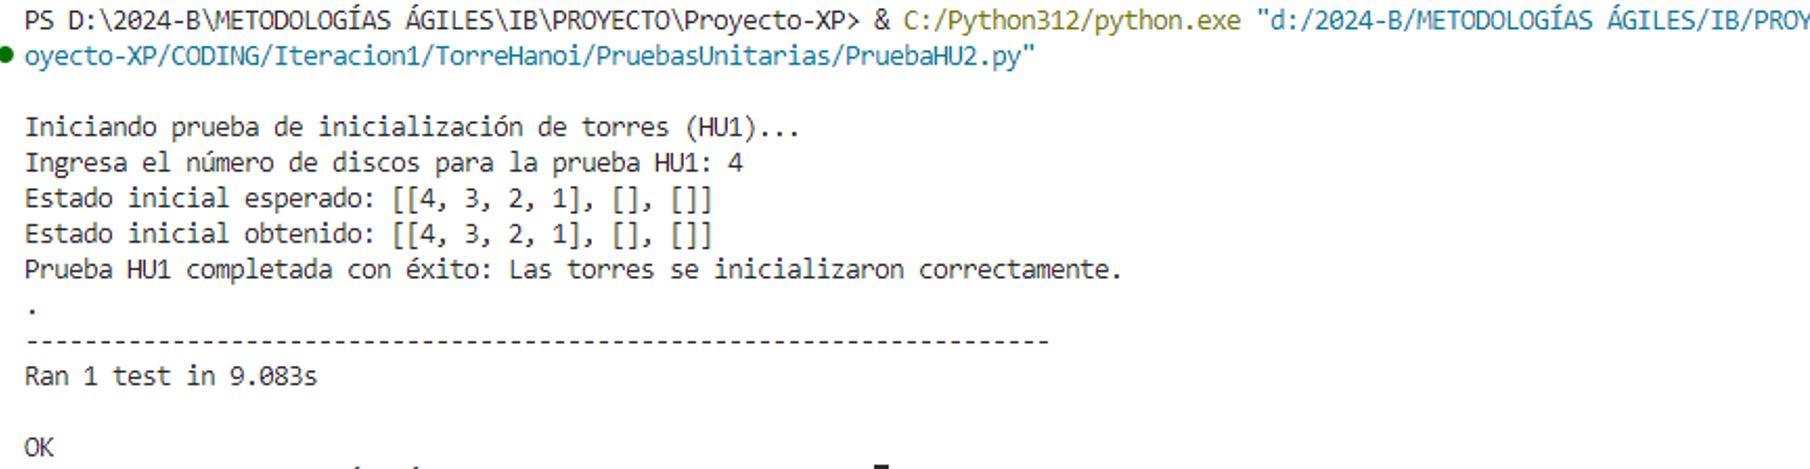 PS D:\2024-B\METODOLOGÍAS ÁGILES\IB\PROYECTO\Proyecto-XP> & C:/Python312/python.exe "d:/2024-B/METODOLOGÍAS ÁGILES/IB/PROY
oyecto-XP/CODING/Iteracion1/TorreHanoi/PruebasUnitarias/PruebaHU2.py"
Iniciando prueba de inicialización de torres (HU1)...
Ingresa el número de discos para la prueba HU1: 4
Estado inicial esperado: [[4, 3, 2, 1], [], []]
Estado inicial obtenido: [[4, 3, 2, 1], [], []]
Prueba HU1 completada con éxito: Las torres se inicializaron correctamente.
.
----------------------------------------------------------------------
Ran 1 test in 9.083s
OK